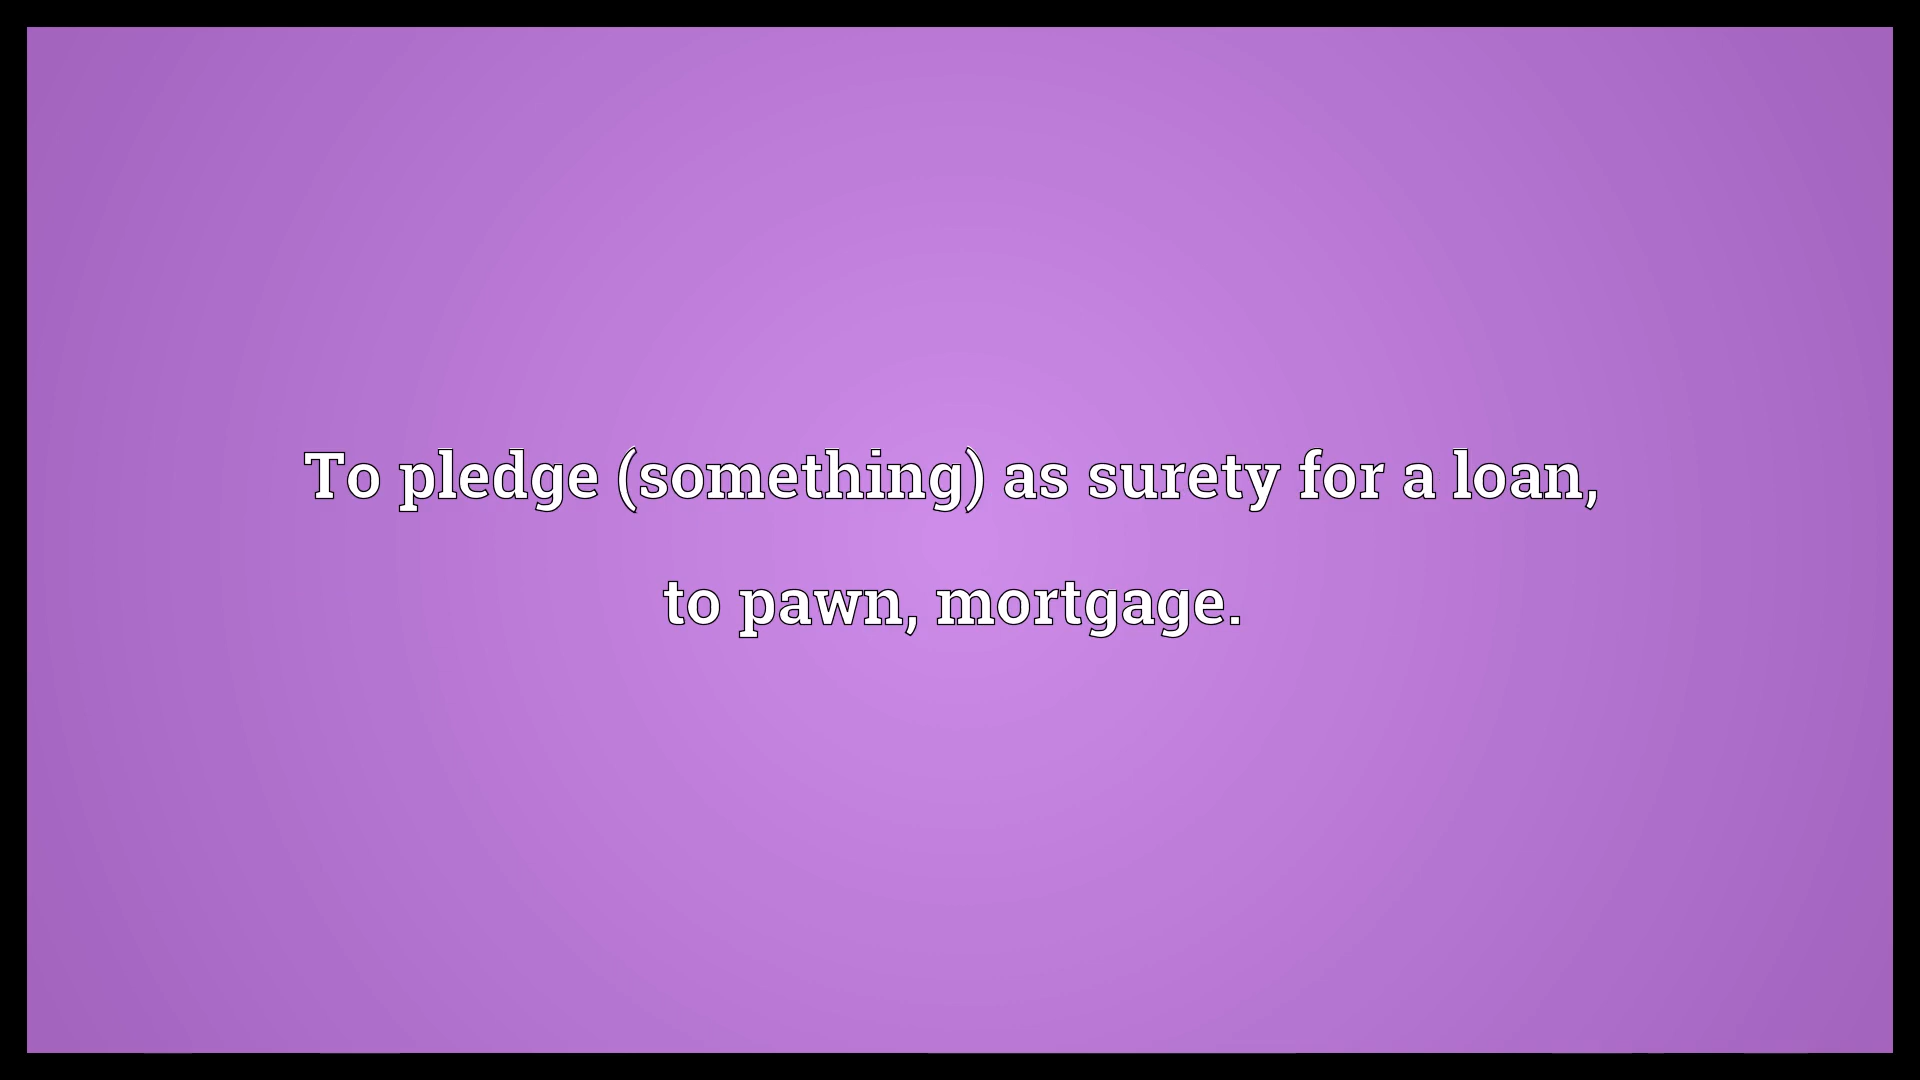 To pledge (something) as surety for a loan,
to pawn, mortgage.